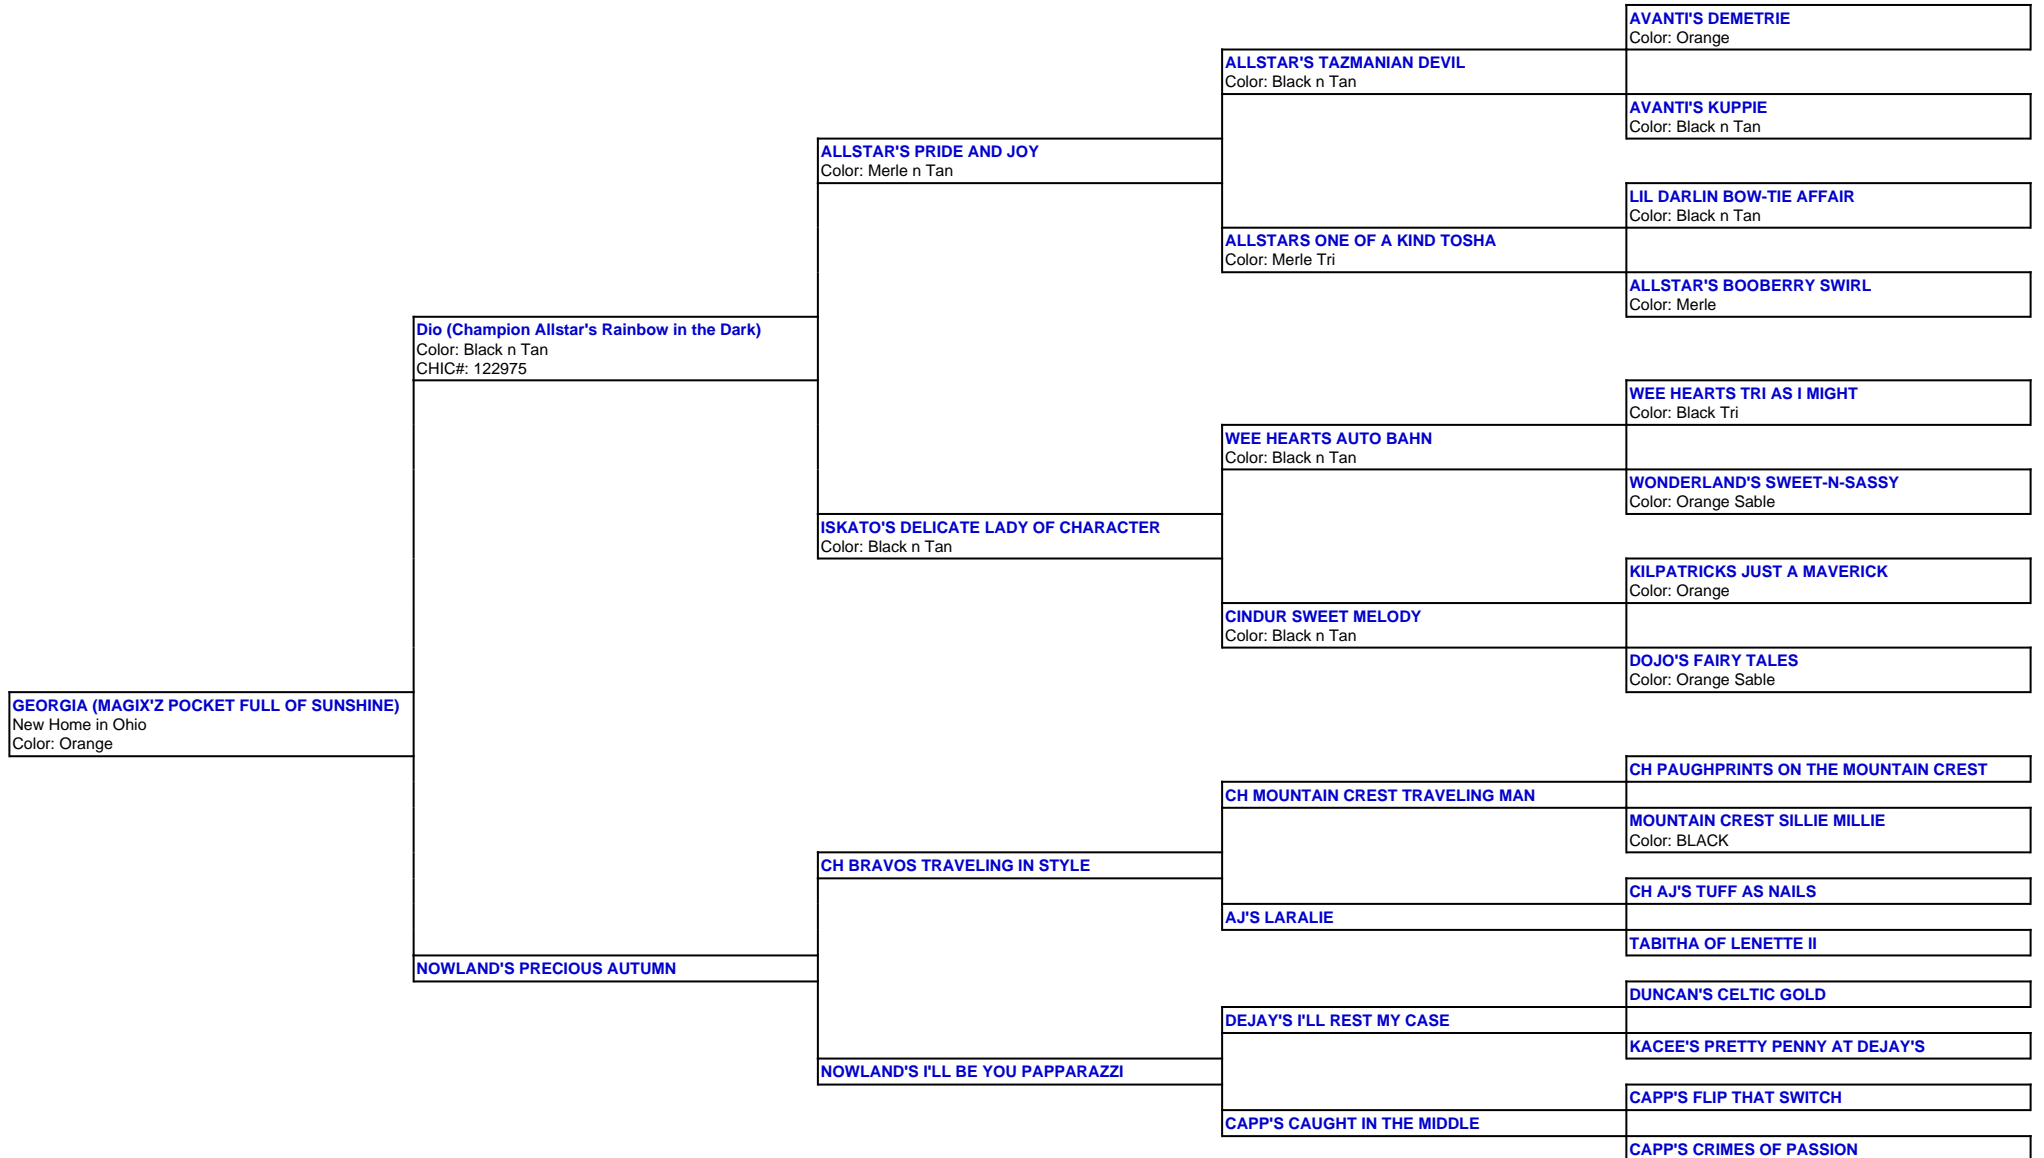 AVANTI'S DEMETRIE
Color: Orange
ALLSTAR'S TAZMANIAN DEVIL
Color: Black n Tan
AVANTI'S KUPPIE
Color: Black n Tan
ALLSTAR'S PRIDE AND JOY
Color: Merle n Tan
LIL DARLIN BOW-TIE AFFAIR
Color: Black n Tan
ALLSTARS ONE OF A KIND TOSHA
Color: Merle Tri
ALLSTAR'S BOOBERRY SWIRL
Color: Merle
Dio (Champion Allstar's Rainbow in the Dark)
Color: Black n Tan
CHIC#: 122975
WEE HEARTS TRI AS I MIGHT
Color: Black Tri
WEE HEARTS AUTO BAHN
Color: Black n Tan
WONDERLAND'S SWEET-N-SASSY
Color: Orange Sable
ISKATO'S DELICATE LADY OF CHARACTER
Color: Black n Tan
KILPATRICKS JUST A MAVERICK
Color: Orange
CINDUR SWEET MELODY
Color: Black n Tan
DOJO'S FAIRY TALES
Color: Orange Sable
GEORGIA (MAGIX'Z POCKET FULL OF SUNSHINE)
New Home in Ohio
Color: Orange
CH PAUGHPRINTS ON THE MOUNTAIN CREST
CH MOUNTAIN CREST TRAVELING MAN
MOUNTAIN CREST SILLIE MILLIE
Color: BLACK
CH BRAVOS TRAVELING IN STYLE
CH AJ'S TUFF AS NAILS
AJ'S LARALIE
TABITHA OF LENETTE II
NOWLAND'S PRECIOUS AUTUMN
DUNCAN'S CELTIC GOLD
DEJAY'S I'LL REST MY CASE
KACEE'S PRETTY PENNY AT DEJAY'S
NOWLAND'S I'LL BE YOU PAPPARAZZI
CAPP'S FLIP THAT SWITCH
CAPP'S CAUGHT IN THE MIDDLE
CAPP'S CRIMES OF PASSION